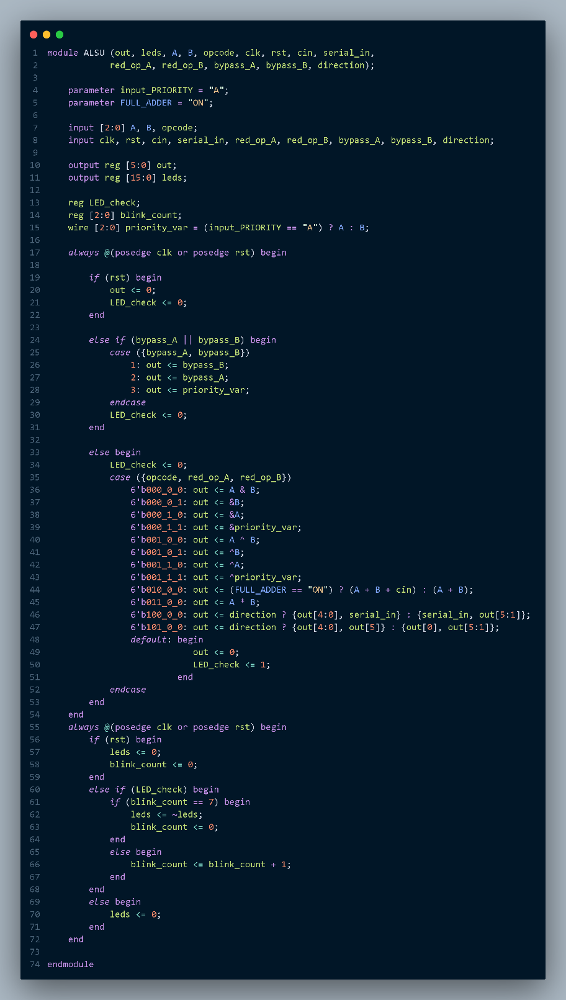 1 module ALSU (out, leds, A, B, opcode, clk, rst, cin, serial_in,
2 red_op_A, red_op_B, bypass_A, bypass_B, direction);
3
4 parameter input_PRIORITY = "A";
5 parameter FULL_ADDER = "ON";
6
7 input [2:0] A, B, opcode;
8 input clk, rst, cin, serial_in, red_op_A, red_op_B, bypass_A, bypass_B, direction;
9
10 output reg [5:0] out;
11 output reg [15:0] leds;
12
13 reg LED_check;
14 reg [2:0] blink_count;
15 wire [2:0] priority_var = (input_PRIORITY == "A") ? A : B;
16
17 always @(posedge clk or posedge rst) begin
18
19 if (rst) begin
20 out <= 0;
21 LED_check <= 0;
22 end
23
24 else if (bypass_A || bypass_B) begin
25 case ({bypass_A, bypass_B})
26 1: out <= bypass_B;
27 2: out <= bypass_A;
28 3: out <= priority_var;
29 endcase
30 LED_check <= 0;
31 end
32
33 else begin
34 LED_check <= 0;
35 case ({opcode, red_op_A, red_op_B})
36 6'b000_0_0: out <= A & B;
37 6'b000_0_1: out <= &B;
38 6'b000_1_0: out <= &A;
39 6'b000_1_1: out <= &priority_var;
40 6'b001_0_0: out <= A ^ B;
41 6'b001_0_1: out <= ^B;
42 6'b001_1_0: out <= ^A;
43 6'b001_1_1: out <= ^priority_var;
44 6'b010_0_0: out <= (FULL_ADDER == "ON") ? (A + B + cin) : (A + B);
45 6'b011_0_0: out <= A * B;
46 6'b100_0_0: out <= direction ? {out[4:0], serial_in} : {serial_in, out[5:1]};
47 6'b101_0_0: out <= direction ? {out[4:0], out[5]} : {out[0], out[5:1]};
48 default: begin
49 out <= 0;
50 LED_check <= 1;
51 end
52 endcase
53 end
54 end
55 always @(posedge clk or posedge rst) begin
56 if (rst) begin
57 leds <= 0;
58 blink_count <= 0;
59 end
60 else if (LED_check) begin
61 if (blink_count == 7) begin
62 leds <= ~leds;
63 blink_count <= 0;
64 end
65 else begin
66 blink_count <= blink_count + 1;
67 end
68 end
69 else begin
70 leds <= 0;
71 end
72 end
73
74 endmodule